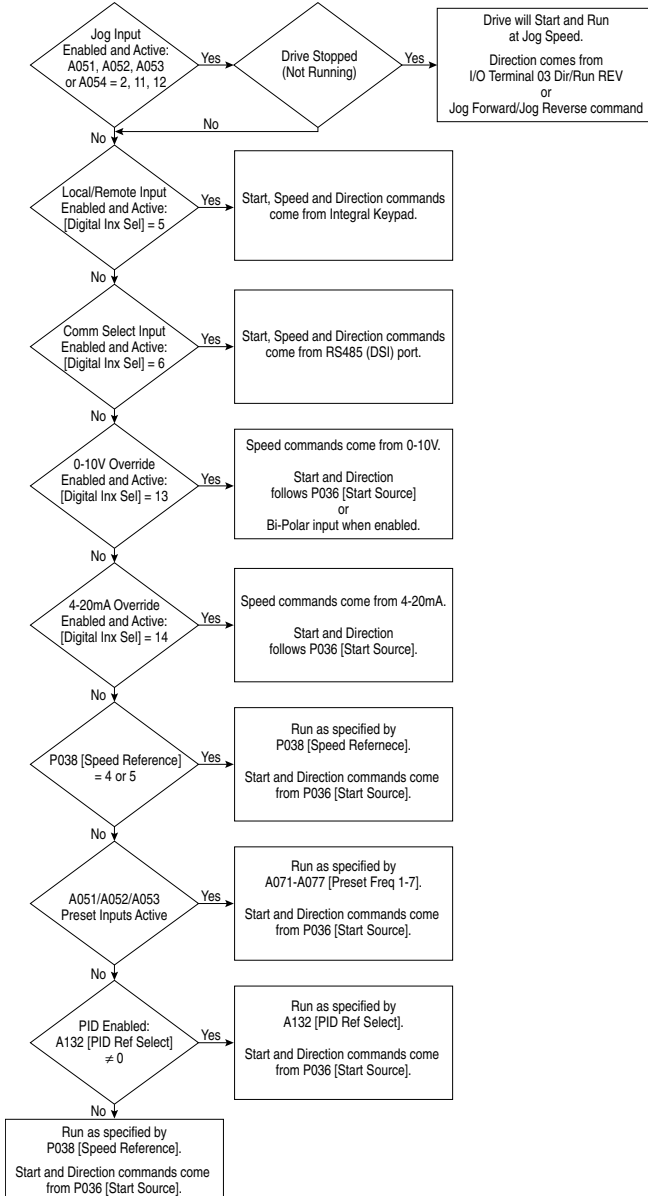 Jog Input
Enabled and Active:
A051, A052, A053
or A054 = 2, 11, 12
Yes
Drive Stopped
(Not Running)
Yes
Drive will Start and Run
at Jog Speed.
Direction comes from
I/O Terminal 03 Dir/Run REV
or
Jog Forward/Jog Reverse command
No
No
Local/Remote Input
Enabled and Active:
[Digital Inx Sel] = 5
Yes
Start, Speed and Direction commands
come from Integral Keypad.
No
Comm Select Input
Enabled and Active:
[Digital Inx Sel] = 6
Yes
Start, Speed and Direction commands
come from RS485 (DSI) port.
No
0-10V Override
Enabled and Active:
[Digital Inx Sel] = 13
Yes
Speed commands come from 0-10V.
Start and Direction
follows P036 [Start Source]
or
Bi-Polar input when enabled.
No
4-20mA Override
Enabled and Active:
[Digital Inx Sel] = 14
Yes
Speed commands come from 4-20mA.
Start and Direction
follows P036 [Start Source].
No
P038 [Speed Reference]
= 4 or 5
Yes
Run as specified by
P038 [Speed Refernece].
Start and Direction commands come
from P036 [Start Source].
No
A051/A052/A053
Preset Inputs Active
Yes
Run as specified by
A071-A077 [Preset Freq 1-7].
Start and Direction commands come
from P036 [Start Source].
No
PID Enabled:
A132 [PID Ref Select]
≠ 0
Yes
Run as specified by
A132 [PID Ref Select].
Start and Direction commands come
from P036 [Start Source].
No
Run as specified by
P038 [Speed Reference].
Start and Direction commands come
from P036 [Start Source].